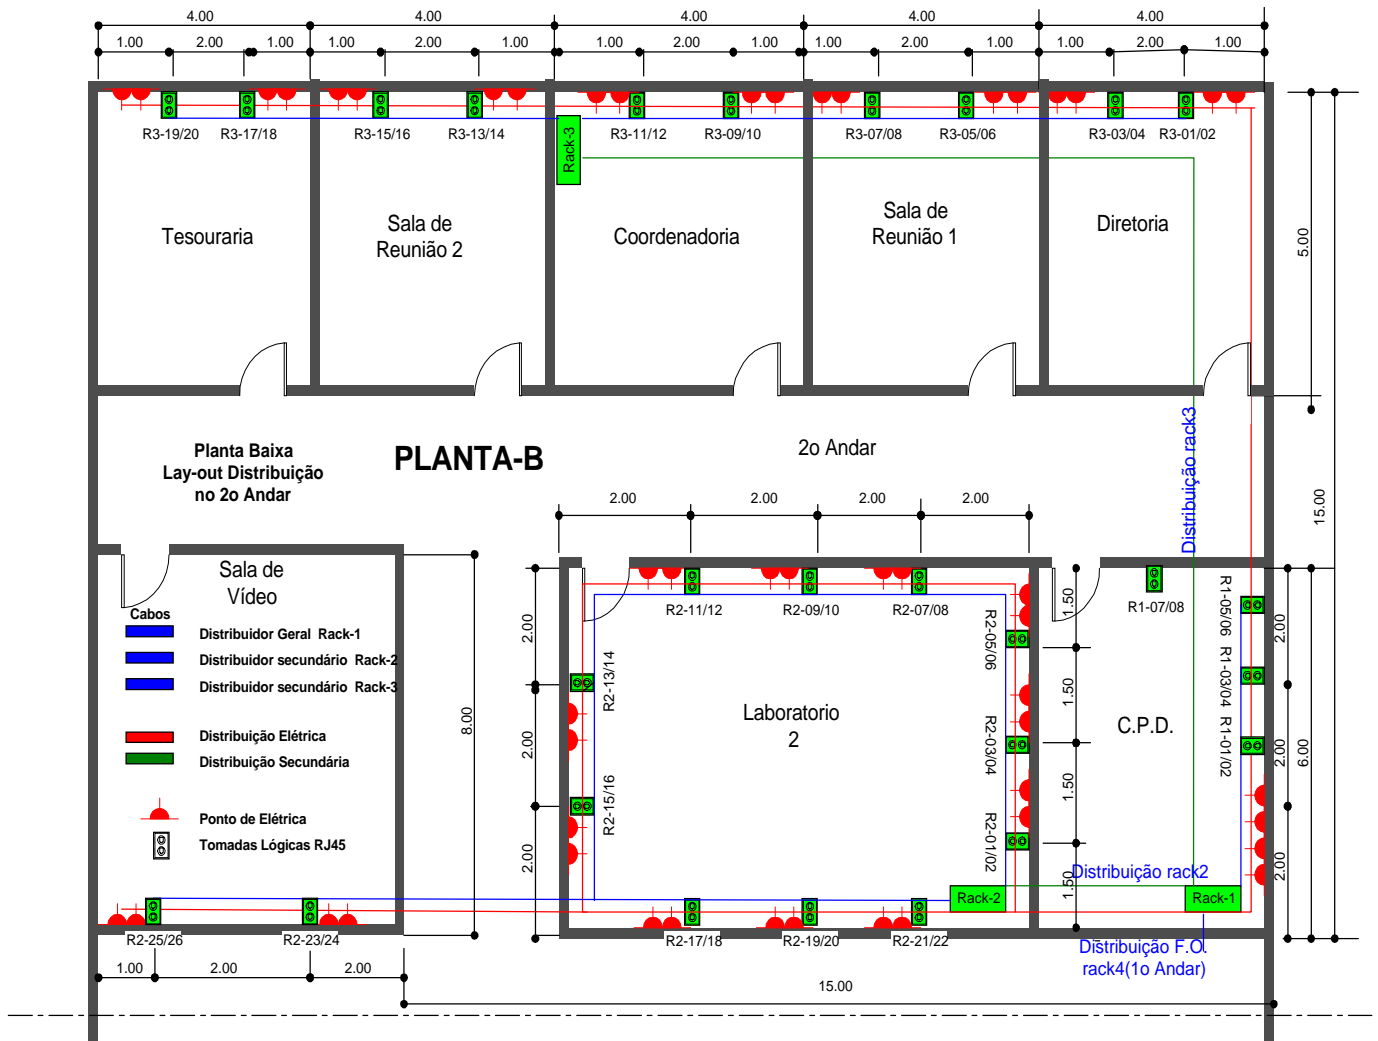 4.00 4.00 4.00 4.00 4.00
1.00 2.00 1.00 1.00 2.00 1.00 1.00 2.00 1.00 1.00 2.00 1.00 1.00 2.00 1.00
R3-19/20 R3-17/18 R3-15/16 R3-13/14 R3-11/12 R3-09/10 R3-07/08 R3-05/06 R3-03/04 R3-01/02
Rack-3
Tesouraria
Sala de
Reunião 2
Coordenadoria
Sala de
Reunião 1
Diretoria
5.00
15.00
Planta Baixa
Lay-out Distribuição
no 2o Andar
PLANTA-B
2o Andar
Distribuição rack3
2.00 2.00 2.00 2.00
Sala de
Vídeo
Cabos
Distribuidor Geral Rack-1
Distribuidor secundário Rack-2
Distribuidor secundário Rack-3
Distribuição Elétrica
Distribuição Secundária
Ponto de Elétrica
Tomadas Lógicas RJ45
8.00
2.00
2.00
2.00
R2-11/12 R2-09/10 R2-07/08
R2-13/14
R2-15/16
R2-05/06
R2-03/04
R2-01/02
Laboratorio
2
1.50
1.50
1.50
1.50
R1-07/08
R1-05/06
R1-03/04
R1-01/02
C.P.D.
2.00
2.00
2.00
6.00
Distribuição rack2
Rack-2 Rack-1
R2-25/26 R2-23/24 R2-17/18 R2-19/20 R2-21/22
Distribuição F.O.
rack4(1o Andar)
1.00 2.00 2.00
15.00